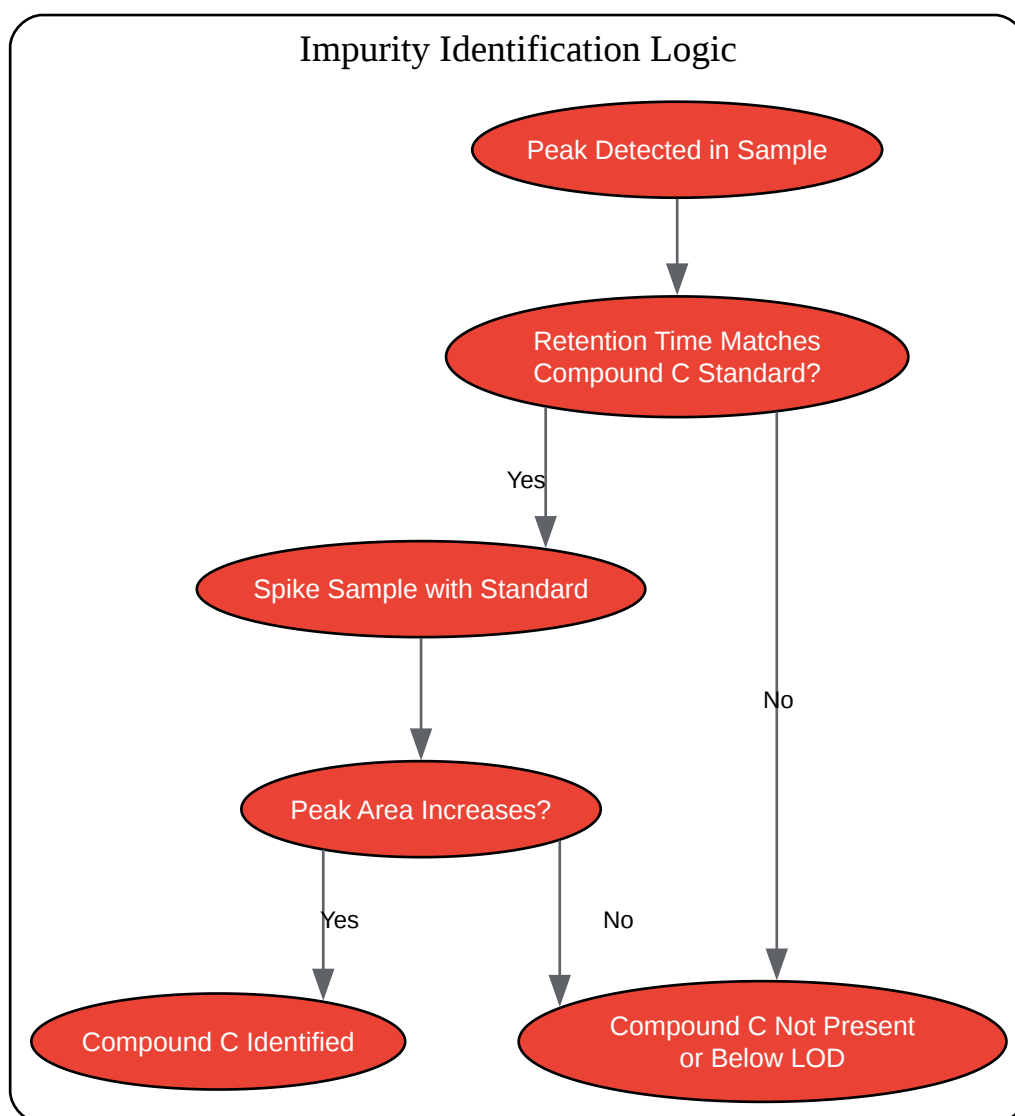 Impurity Identification Logic
Peak Detected in Sample
Retention Time Matches
Compound C Standard?
Yes
Spike Sample with Standard
No
Peak Area Increases?
Yes
No
Compound C Identified
Compound C Not Present
or Below LOD